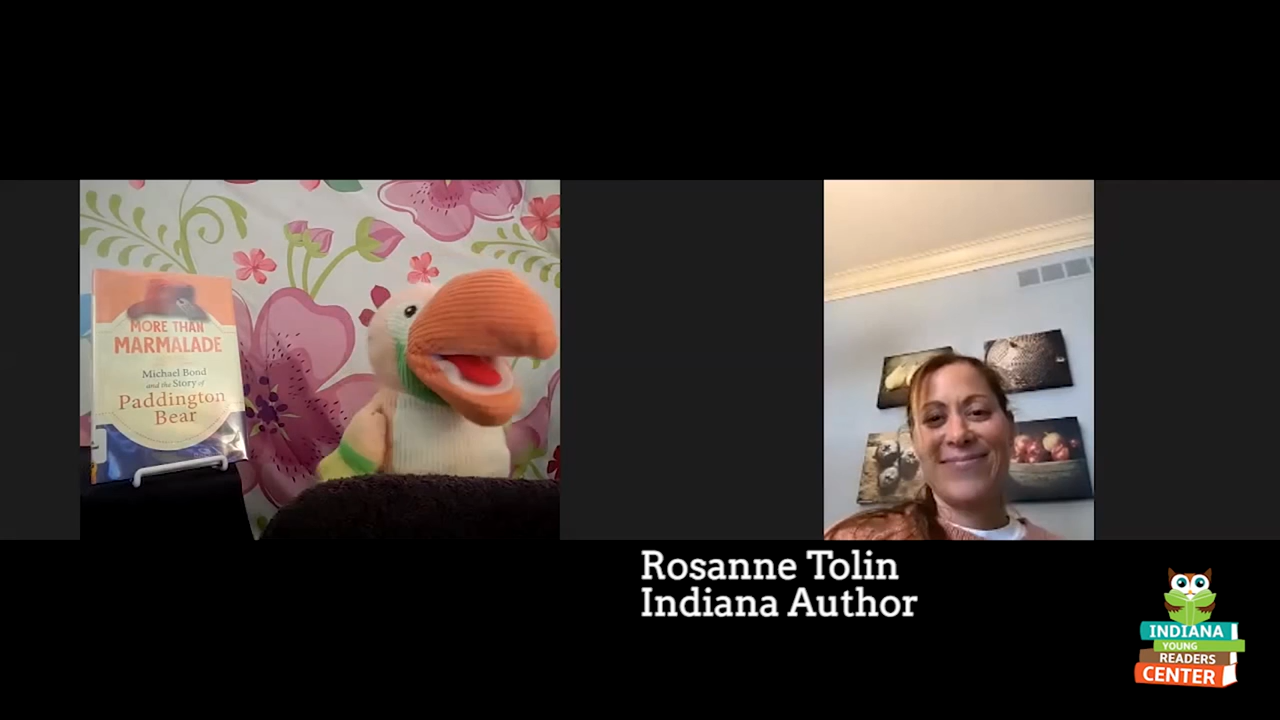 MORE THAN
MARMALADE
Michael Bond
and the Story of
Paddington
Bear
Rosanne Tolin
Indiana Author
INDIANA
YOUNG
READERS
CENTER